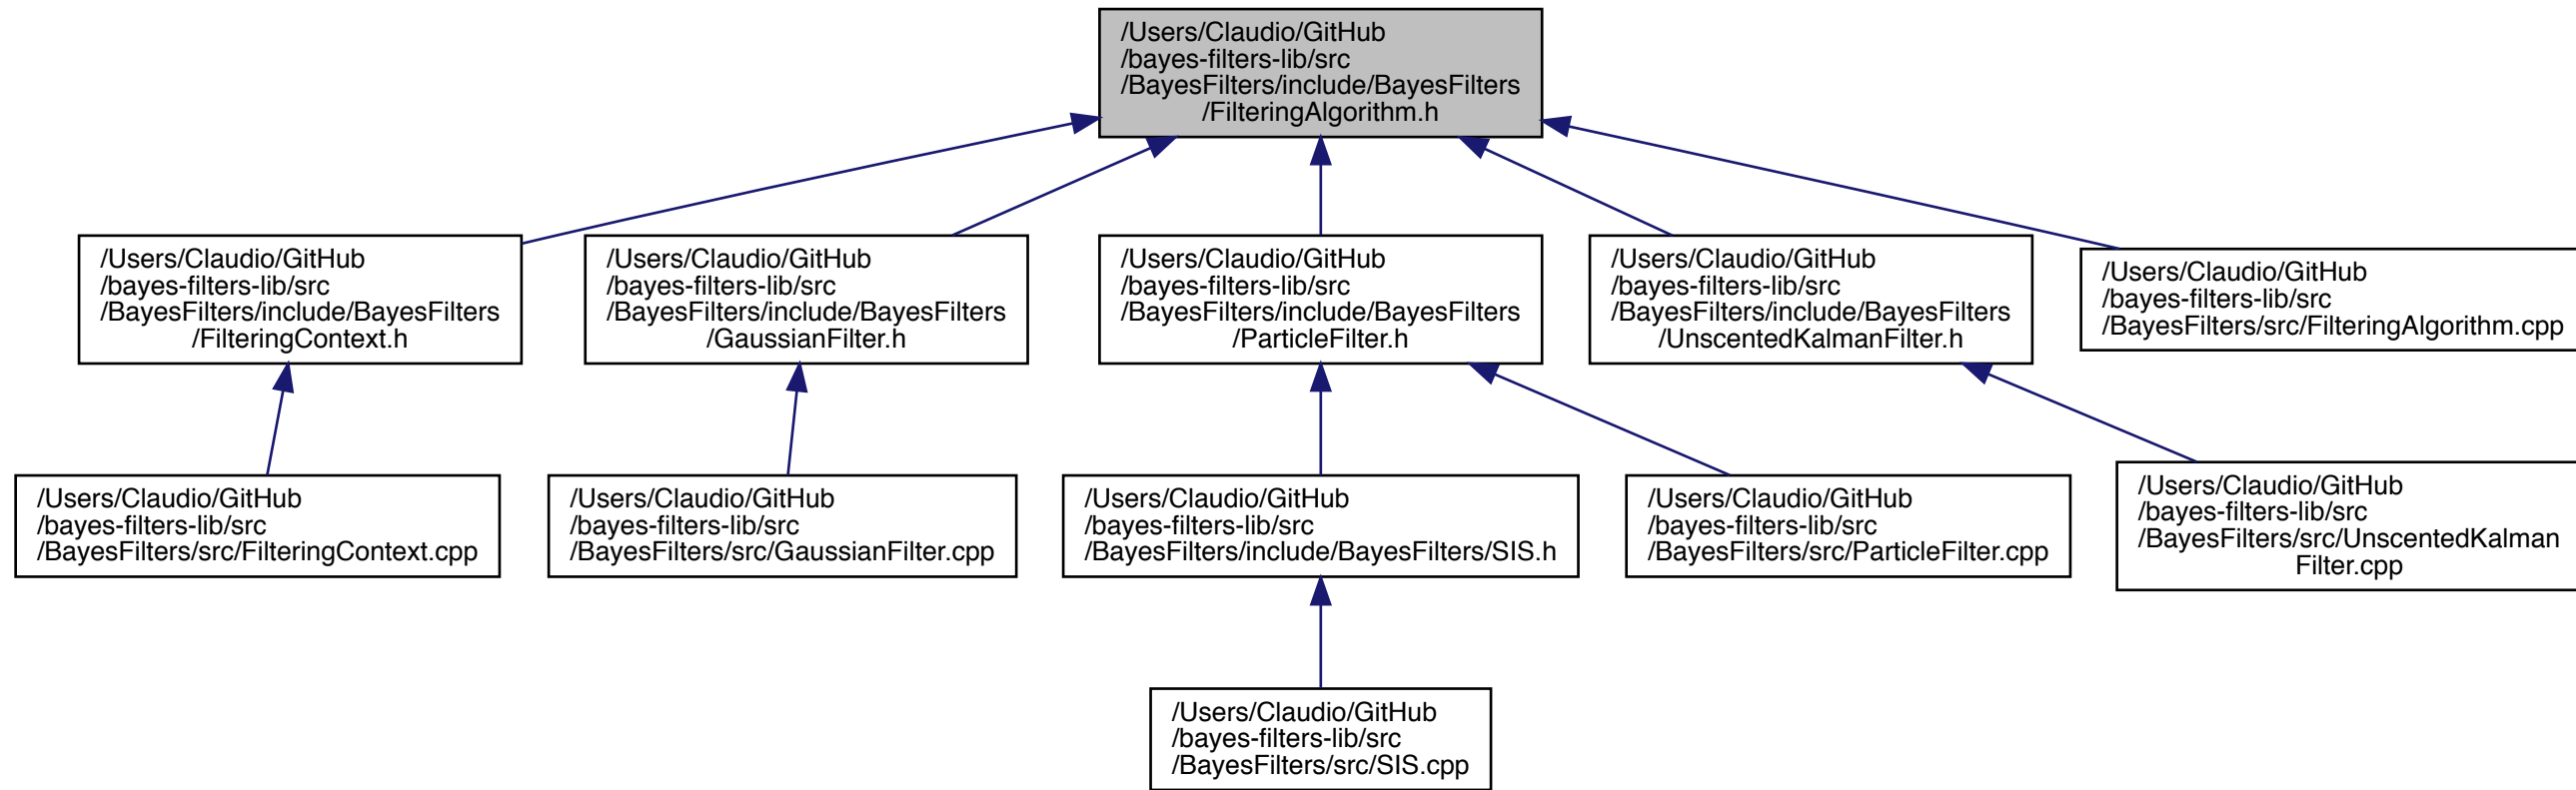 /Users/Claudio/GitHub
/bayes-filters-lib/src
/BayesFilters/include/BayesFilters
/FilteringAlgorithm.h
/Users/Claudio/GitHub
/bayes-filters-lib/src
/BayesFilters/include/BayesFilters
/FilteringContext.h
/Users/Claudio/GitHub
/bayes-filters-lib/src
/BayesFilters/include/BayesFilters
/GaussianFilter.h
/Users/Claudio/GitHub
/bayes-filters-lib/src
/BayesFilters/include/BayesFilters
/ParticleFilter.h
/Users/Claudio/GitHub
/bayes-filters-lib/src
/BayesFilters/include/BayesFilters
/UnscentedKalmanFilter.h
/Users/Claudio/GitHub
/bayes-filters-lib/src
/BayesFilters/src/FilteringAlgorithm.cpp
/Users/Claudio/GitHub
/bayes-filters-lib/src
/BayesFilters/src/FilteringContext.cpp
/Users/Claudio/GitHub
/bayes-filters-lib/src
/BayesFilters/src/GaussianFilter.cpp
/Users/Claudio/GitHub
/bayes-filters-lib/src
/BayesFilters/include/BayesFilters/SIS.h
/Users/Claudio/GitHub
/bayes-filters-lib/src
/BayesFilters/src/ParticleFilter.cpp
/Users/Claudio/GitHub
/bayes-filters-lib/src
/BayesFilters/src/UnscentedKalman
Filter.cpp
/Users/Claudio/GitHub
/bayes-filters-lib/src
/BayesFilters/src/SIS.cpp